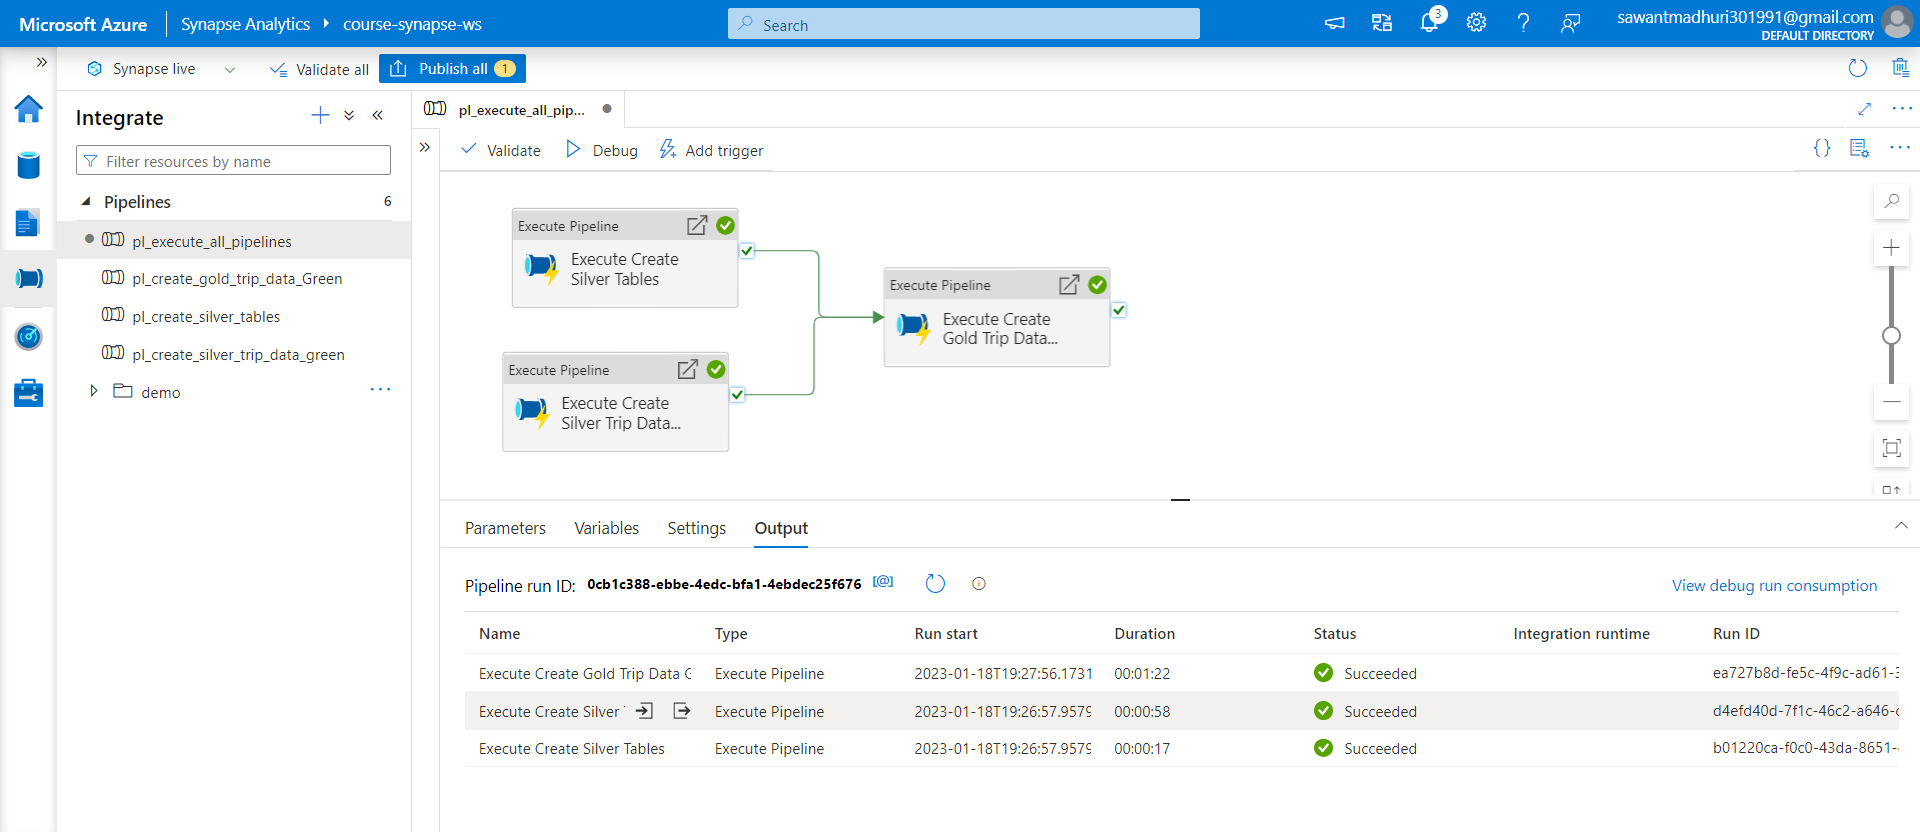 Microsoft Azure
Synapse Analytics
course-synapse-ws
Search
3
sawantmadhuri301991@gmail.com
DEFAULT DIRECTORY
Synapse live
Validate all
Publish all 1
Integrate
Filter resources by name
Pipelines 6
pl_execute_all_pipelines
pl_create_gold_trip_data_Green
pl_create_silver_tables
pl_create_silver_trip_data_green
demo
pl_execute_all_pip...
Validate
Debug
Add trigger
Execute Pipeline
Execute Create
Silver Tables
Execute Pipeline
Execute Create
Gold Trip Data...
Execute Pipeline
Execute Create
Silver Trip Data...
Parameters Variables Settings Output
Pipeline run ID: 0cb1c388-ebbe-4edc-bfa1-4ebdec25f676 [@]
View debug run consumption
Name Type Run start Duration Status Integration runtime Run ID
Execute Create Gold Trip Data G Execute Pipeline 2023-01-18T19:27:56.1731 00:01:22 Succeeded ea727b8d-fe5c-4f9c-ad61-3
Execute Create Silver Execute Pipeline 2023-01-18T19:26:57.9579 00:00:58 Succeeded d4efd40d-7f1c-46c2-a646-c
Execute Create Silver Tables Execute Pipeline 2023-01-18T19:26:57.9579 00:00:17 Succeeded b01220ca-f0c0-43da-8651-